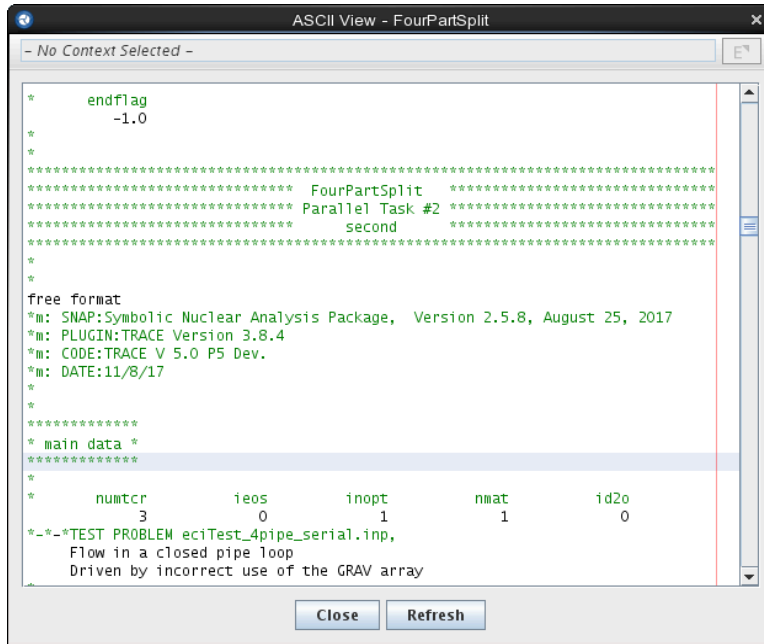 ASCII View - FourPartSplit
– No Context Selected –
E
*      endflag
          -1.0
*
*
********************************************************************************
******************************* FourPartSplit   *******************************
******************************* Parallel Task #2 *******************************
*******************************      second      *******************************
********************************************************************************
*
*
free format
*m: SNAP:Symbolic Nuclear Analysis Package,  Version 2.5.8, August 25, 2017
*m: PLUGIN:TRACE Version 3.8.4
*m: CODE:TRACE V 5.0 P5 Dev.
*m: DATE:11/8/17
*
*
*************
* main data *
*************
*
*       numtcr          ieos         inopt          nmat          id2o
             3             0             1             1             0
*-*-*TEST PROBLEM eciTest_4pipe_serial.inp,
     Flow in a closed pipe loop
     Driven by incorrect use of the GRAV array
*
Close Refresh